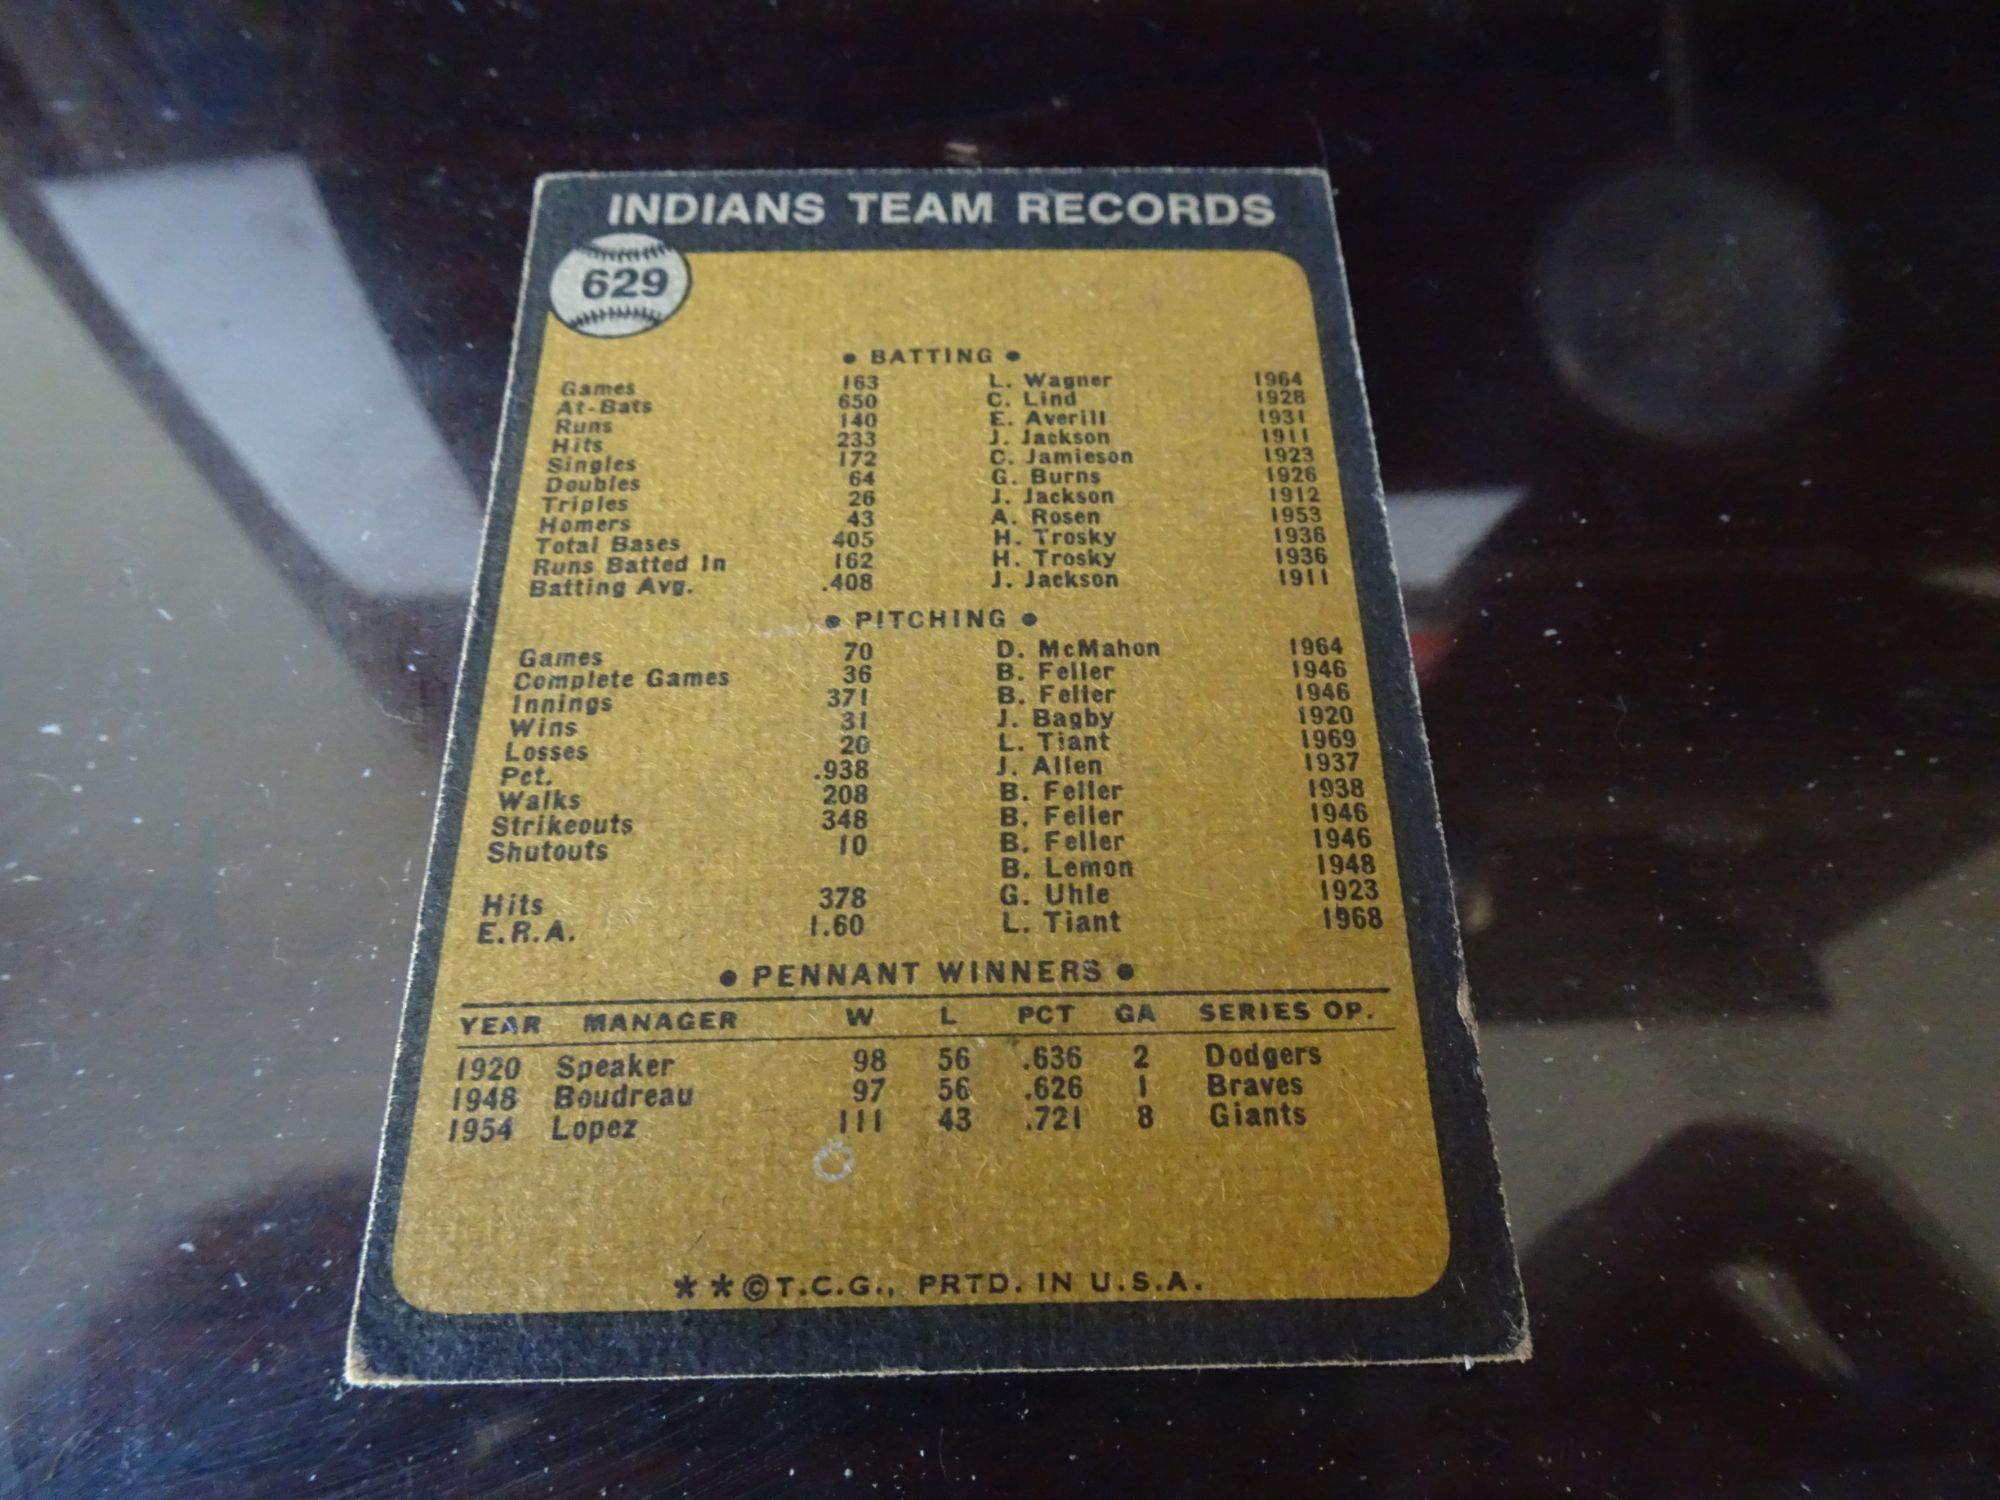 INDIANS TEAM RECORDS
629
• BATTING •
Games 163 L. Wagner 1964
At-Bats 650 C. Lind 1928
Runs 140 E. Averill 1931
Hits 233 J. Jackson 1911
Singles 172 C. Jamieson 1923
Doubles 64 G. Burns 1926
Triples 26 J. Jackson 1912
Homers 43 A. Rosen 1953
Total Bases 405 H. Trosky 1936
Runs Batted In 162 H. Trosky 1936
Batting Avg. .408 J. Jackson 1911
• PITCHING •
Games 70 D. McMahon 1964
Complete Games 36 B. Feller 1946
Innings 371 B. Feller 1946
Wins 31 J. Bagby 1920
Losses 20 L. Tiant 1969
Pct. .938 J. Allen 1937
Walks 208 B. Feller 1938
Strikeouts 348 B. Feller 1946
Shutouts 10 B. Feller 1946
B. Lemon 1948
Hits 378 G. Uhle 1923
E.R.A. 1.60 L. Tiant 1968
• PENNANT WINNERS •
YEAR MANAGER W L PCT GA SERIES OP.
1920 Speaker 98 56 .636 2 Dodgers
1948 Boudreau 97 56 .626 1 Braves
1954 Lopez 111 43 .721 8 Giants
**©T.C.G., PRTD. IN U.S.A.